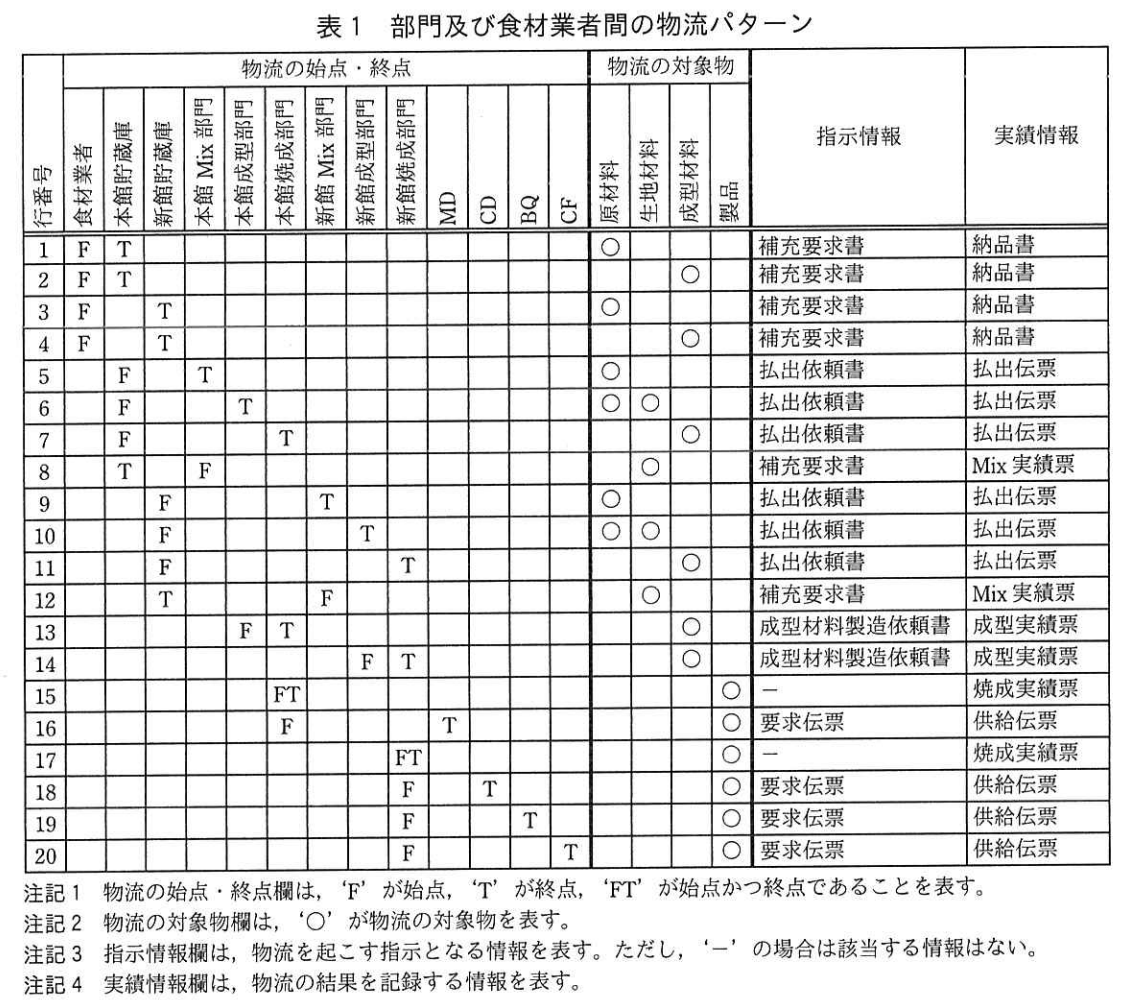 表1 部門及び食材業者間の物流パターン
行番号 物流の始点・終点 物流の対象物 指示情報 実績情報
食材業者 本館貯蔵庫 新館貯蔵庫 本館Mix部門 本館成型部門 本館焼成部門 新館Mix部門 新館成型部門 新館焼成部門 MD CD BQ CF 原材料 生地材料 成型材料 製品
1 F T ○ 補充要求書 納品書
2 F T ○ 補充要求書 納品書
3 F T ○ 補充要求書 納品書
4 F T ○ 補充要求書 納品書
5 F T ○ 払出依頼書 払出伝票
6 F T ○ ○ 払出依頼書 払出伝票
7 F T ○ 払出依頼書 払出伝票
8 T F ○ 補充要求書 Mix実績票
9 F T ○ 払出依頼書 払出伝票
10 F T ○ ○ 払出依頼書 払出伝票
11 F T ○ 払出依頼書 払出伝票
12 T F ○ 補充要求書 Mix実績票
13 F T ○ 成型材料製造依頼書 成型実績票
14 F T ○ 成型材料製造依頼書 成型実績票
15 FT ○ － 焼成実績票
16 F T ○ 要求伝票 供給伝票
17 FT ○ － 焼成実績票
18 F T ○ 要求伝票 供給伝票
19 F T ○ 要求伝票 供給伝票
20 F T ○ 要求伝票 供給伝票
注記1 物流の始点・終点欄は，‘F’が始点，‘T’が終点，‘FT’が始点かつ終点であることを表す。
注記2 物流の対象物欄は，‘○’が物流の対象物を表す。
注記3 指示情報欄は，物流を起こす指示となる情報を表す。ただし，‘－’の場合は該当する情報はない。
注記4 実績情報欄は，物流の結果を記録する情報を表す。